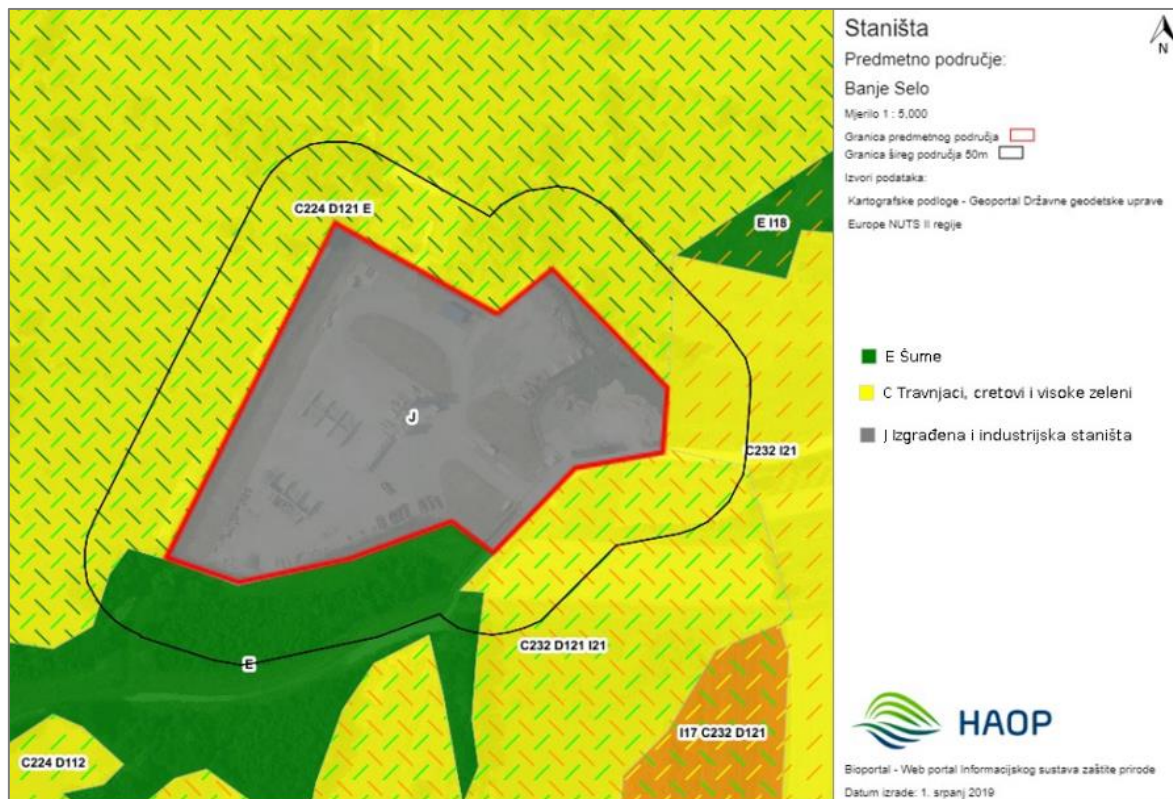 C224 D121 E
E I18
J
C232 I21
C232 D121 I21
E
I17 C232 D121
C224 D112
Staništa
N
Predmetno područje:
Banje Selo
Mjerilo 1 : 5,000
Granica predmetnog područja
Granica šireg područja 50m
Izvori podataka:
Kartografske podloge - Geoportal Državne geodetske uprave
Europe NUTS II regije
E Šume
C Travnjaci, cretovi i visoke zeleni
J Izgrađena i industrijska staništa
HAOP
Bioportal - Web portal Informacijskog sustava zaštite prirode
Datum izrade: 1. srpanj 2019